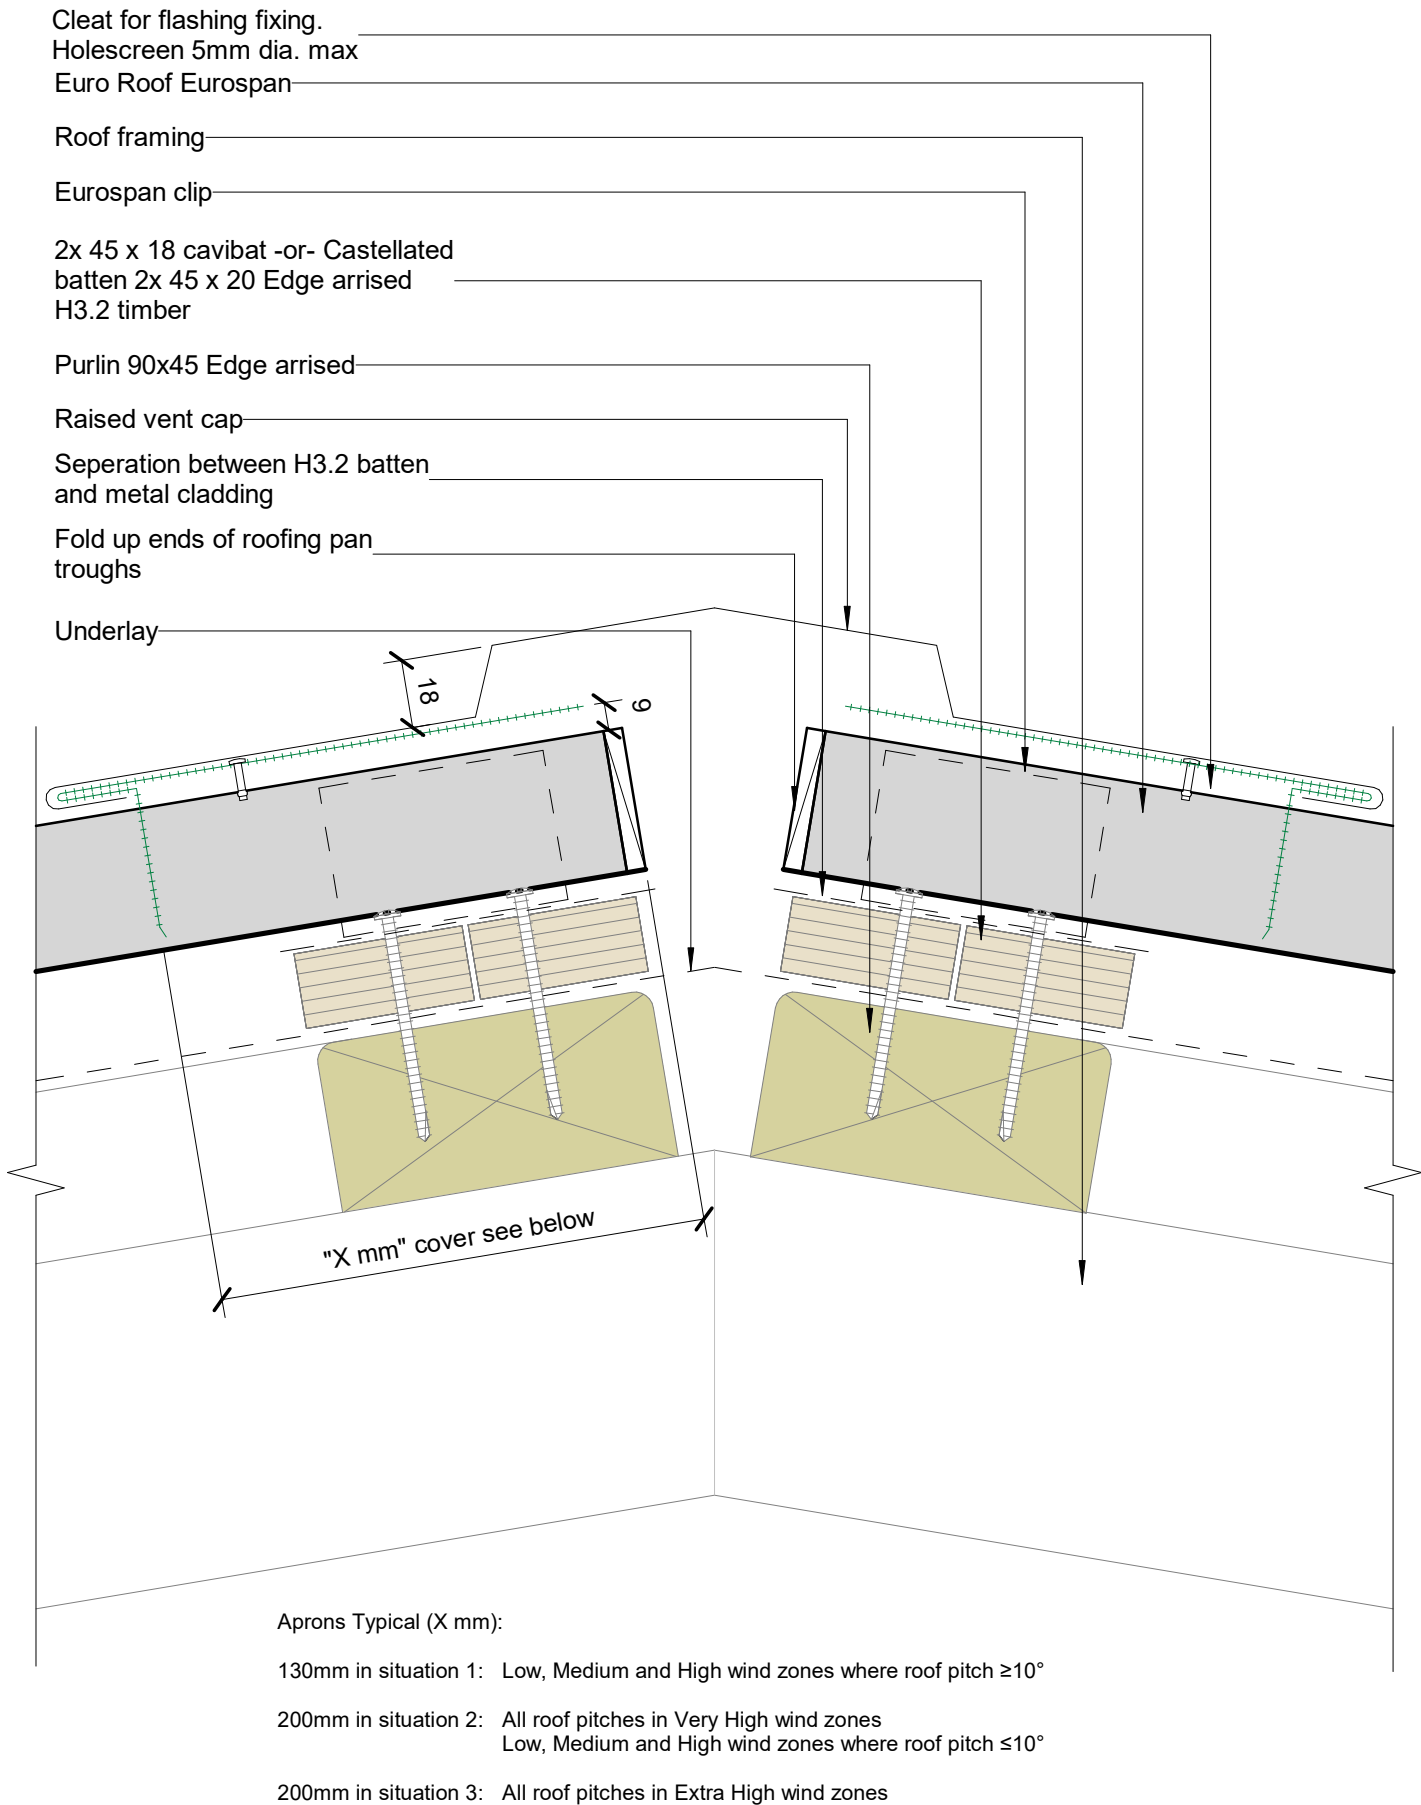 Cleat for flashing fixing.
Holescreen 5mm dia. max
Euro Roof Eurospan
Roof framing
Eurospan clip
2x 45 x 18 cavibat -or- Castellated
batten 2x 45 x 20 Edge arrised
H3.2 timber
Purlin 90x45 Edge arrised
Raised vent cap
Seperation between H3.2 batten
and metal cladding
Fold up ends of roofing pan
troughs
Underlay
18
9
"X mm" cover see below
Aprons Typical (X mm):
130mm in situation 1: Low, Medium and High wind zones where roof pitch ≥10°
200mm in situation 2: All roof pitches in Very High wind zones
Low, Medium and High wind zones where roof pitch ≤10°
200mm in situation 3: All roof pitches in Extra High wind zones